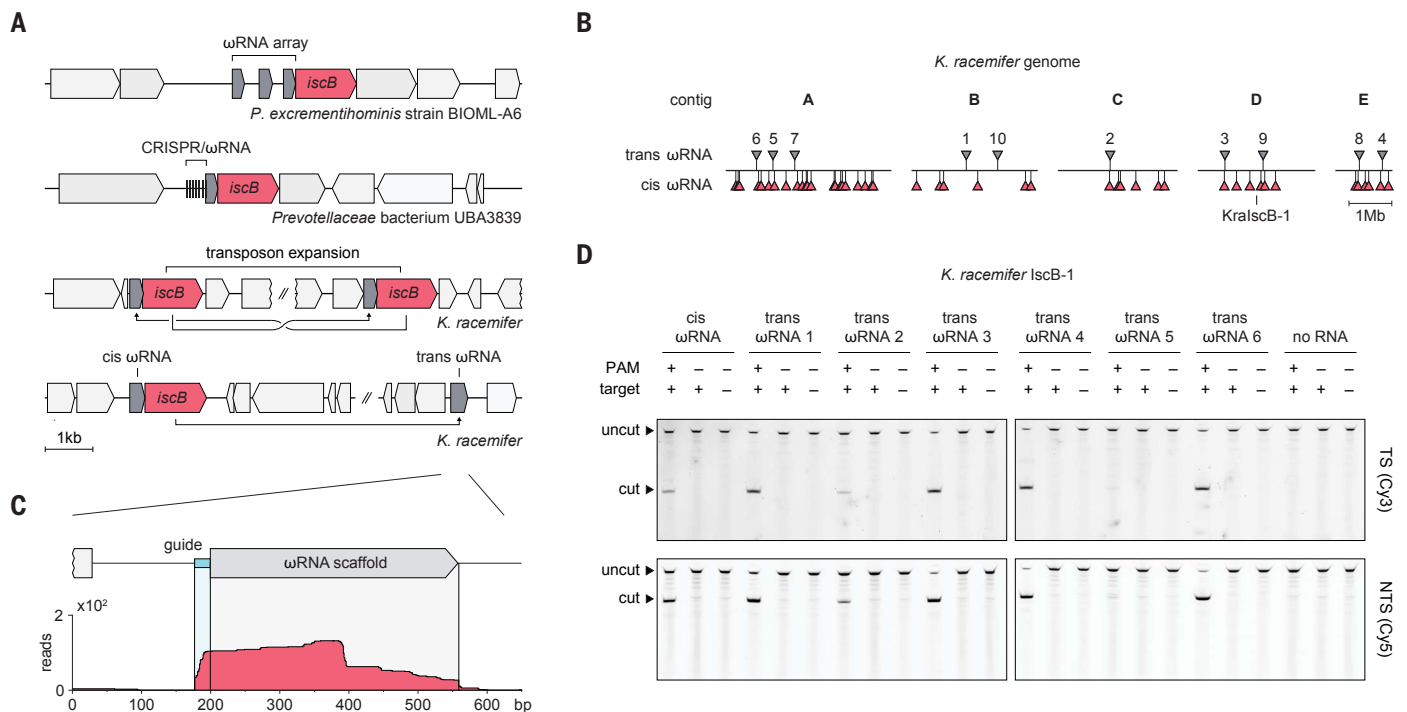 A
ωRNA array
iscB
P. excrementihominis strain BIOML-A6
CRISPR/ωRNA
iscB
Prevotellaceae bacterium UBA3839
transposon expansion
iscB // iscB
K. racemifer
cis ωRNA trans ωRNA
iscB //
1kb K. racemifer
B
K. racemifer genome
contig A B C D E
6 5 7 1 10 2 3 9 8 4
trans ωRNA
cis ωRNA
KraIscB-1 1Mb
C
guide
ωRNA scaffold
x10²
2
reads
0
0 100 200 300 400 500 600 bp
D
K. racemifer IscB-1
cis trans trans trans trans trans trans
ωRNA ωRNA 1 ωRNA 2 ωRNA 3 ωRNA 4 ωRNA 5 ωRNA 6 no RNA
PAM + − − + − − + − − + − − + − − + − − + − − + − −
target + + − + + − + + − + + − + + − + + − + + − + + −
uncut
cut
TS (Cy3)
uncut
cut
NTS (Cy5)